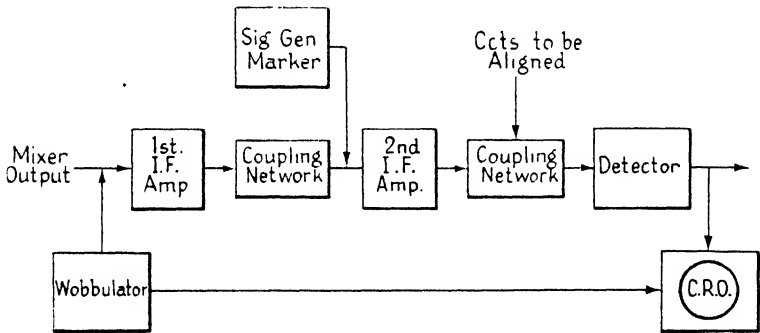 Sig Gen
Marker
Ccts to be
Aligned
Mixer
Output
1st.
I.F.
Amp
Coupling
Network
2nd
I.F.
Amp.
Coupling
Network
Detector
Wobbulator
C.R.O.